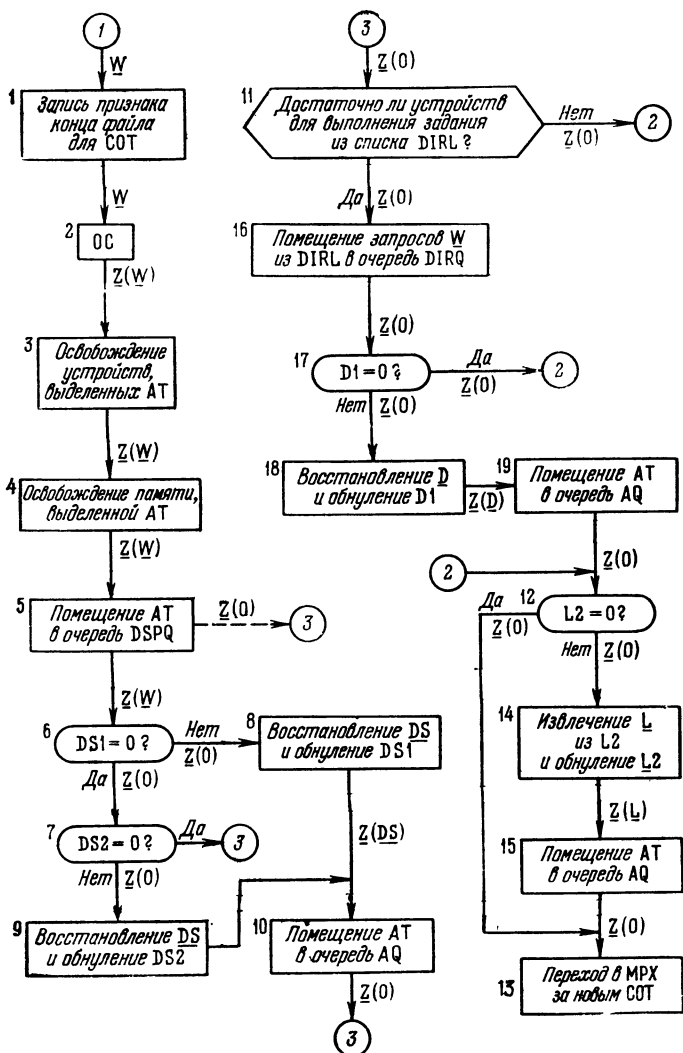 1
W
1
Запись признака
конца файла
для СОТ
W
2
ОС
Z(W)
3
Освобождение
устройств,
выделенных АТ
Z(W)
4
Освобождение памяти,
выделенной АТ
Z(W)
5
Помещение АТ
в очередь DSPQ
Z(0)
3
Z(W)
6
DS1=0?
Нет
Z(0)
Да Z(0)
8
Восстановление DS
и обнуление DS1
Z(DS)
7
DS2=0?
Да
3
Нет Z(0)
9
Восстановление DS
и обнуление DS2
10
Помещение АТ
в очередь AQ
Z(0)
3
3
Z(0)
11
Достаточно ли устройств
для выполнения задания
из списка DIRL?
Нет
Z(0)
2
Да Z(0)
16
Помещение запросов W
из DIRL в очередь DIRQ
Z(0)
17
D1=0?
Да
Z(0)
2
Нет Z(0)
18
Восстановление D
и обнуление D1
Z(D)
19
Помещение АТ
в очередь AQ
Z(0)
2
12
L2=0?
Да
Z(0)
Нет Z(0)
14
Извлечение L
из L2
и обнуление L2
Z(L)
15
Помещение АТ
в очередь AQ
Z(0)
13
Переход в МРХ
за новым СОТ